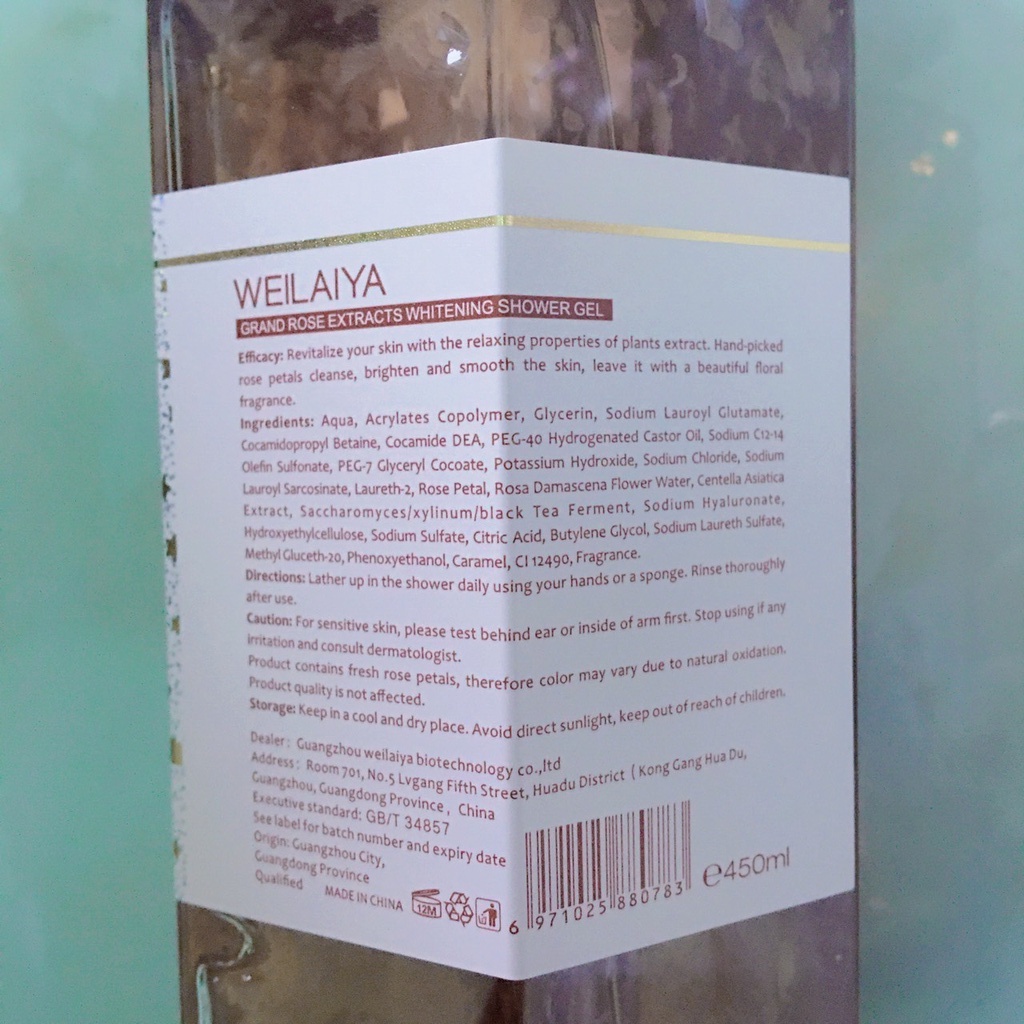 WEILAIYA
GRAND ROSE EXTRACTS WHITENING SHOWER GEL
Efficacy: Revitalize your skin with the relaxing properties of plants extract. Hand-picked
rose petals cleanse, brighten and smooth the skin, leave it with a beautiful floral
fragrance.
Ingredients: Aqua, Acrylates Copolymer, Glycerin, Sodium Lauroyl Glutamate,
Cocamidopropyl Betaine, Cocamide DEA, PEG-40 Hydrogenated Castor Oil, Sodium C12-14
Olefin Sulfonate, PEG-7 Glyceryl Cocoate, Potassium Hydroxide, Sodium Chloride, Sodium
Lauroyl Sarcosinate, Laureth-2, Rose Petal, Rosa Damascena Flower Water, Centella Asiatica
Extract, Saccharomyces/xylinum/black Tea Ferment, Sodium Hyaluronate,
Hydroxyethylcellulose, Sodium Sulfate, Citric Acid, Butylene Glycol, Sodium Laureth Sulfate,
Methyl Gluceth-20, Phenoxyethanol, Caramel, CI 12490, Fragrance.
Directions: Lather up in the shower daily using your hands or a sponge. Rinse thoroughly
after use.
Caution: For sensitive skin, please test behind ear or inside of arm first. Stop using if any
irritation and consult dermatologist.
Product contains fresh rose petals, therefore color may vary due to natural oxidation.
Product quality is not affected.
Storage: Keep in a cool and dry place. Avoid direct sunlight, keep out of reach of children.
Dealer: Guangzhou weilaiya biotechnology co.,ltd
Address: Room 701, No.5 Lvgang Fifth Street, Huadu District ( Kong Gang Hua Du,
Guangzhou, Guangdong Province, China
Executive standard: GB/T 34857
See label for batch number and expiry date
Origin: Guangzhou City,
Guangdong Province
Qualified
MADE IN CHINA
12M
6 971025 880783
℮450ml